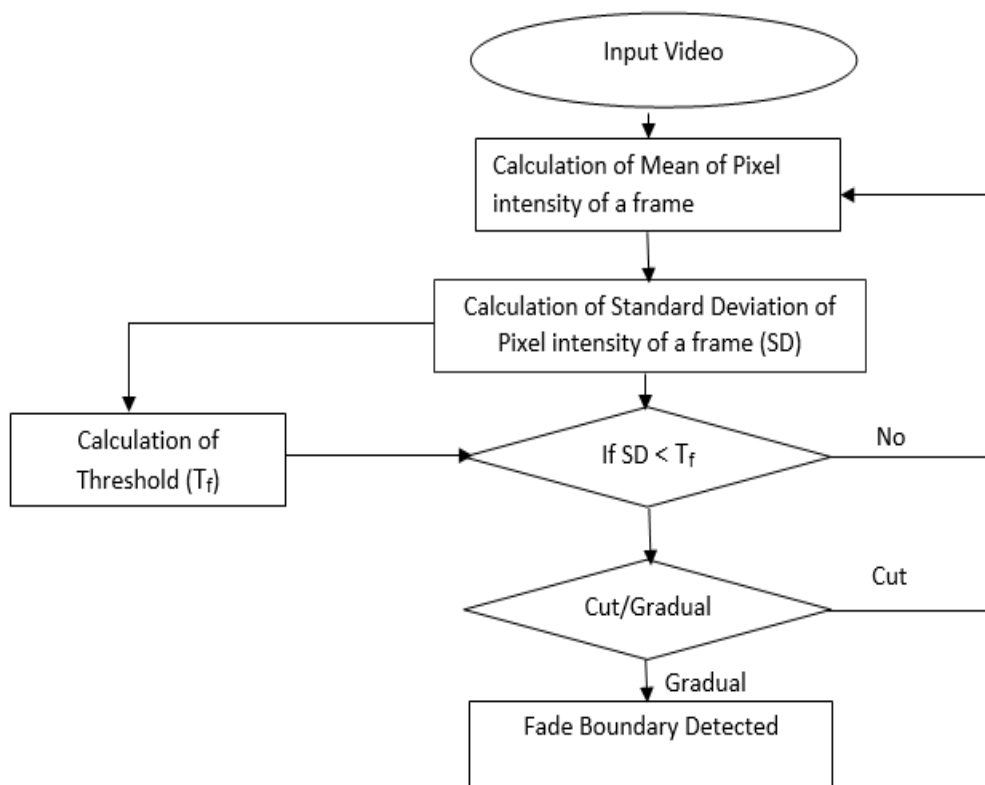 Input Video
Calculation of Mean of Pixel
intensity of a frame
Calculation of Standard Deviation of
Pixel intensity of a frame (SD)
Calculation of
Threshold (Tf)
If SD < Tf
No
Cut/Gradual
Cut
Gradual
Fade Boundary Detected